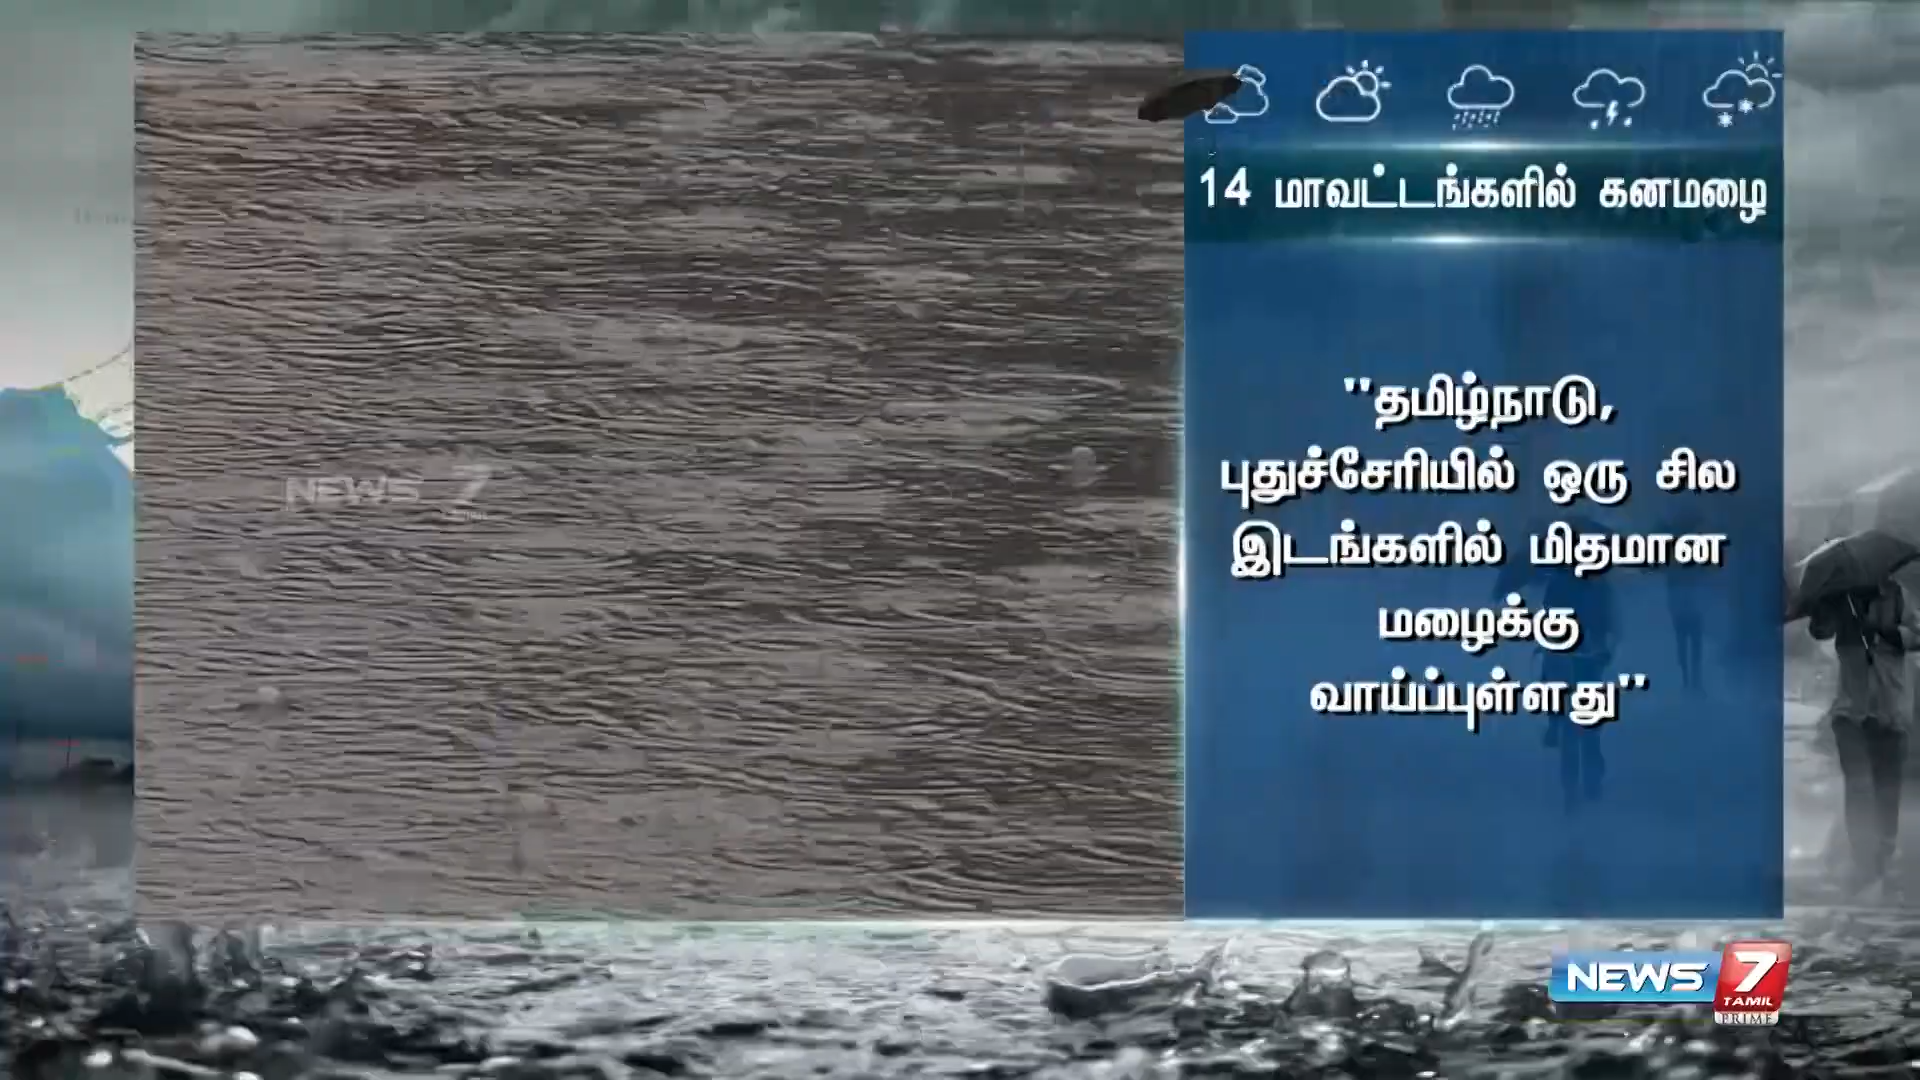 14 மாவட்டங்களில் கனமழை
"தமிழ்நாடு,
புதுச்சேரியில் ஒரு சில
இடங்களில் மிதமான
மழைக்கு
வாய்ப்புள்ளது"
NEWS 7
NEWS 7
TAMIL
PRIME